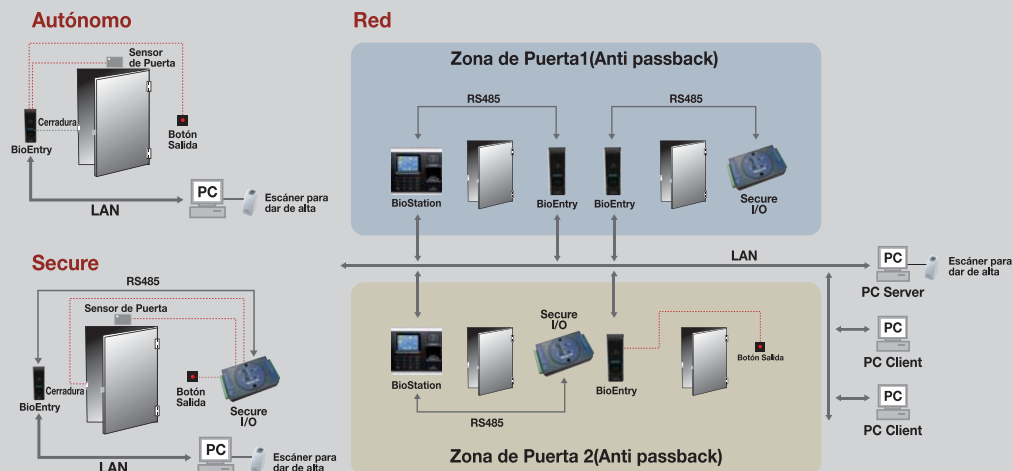 Autónomo
Sensor
de Puerta
Cerradura
BioEntry
Botón
Salida
PC
LAN
Escáner para
dar de alta
Secure
RS485
Sensor de Puerta
Cerradura
BioEntry
Botón
Salida
Secure
I/O
PC
LAN
Escáner para
dar de alta
Red
Zona de Puerta1(Anti passback)
RS485
RS485
BioStation
BioEntry
BioEntry
Secure
I/O
LAN
PC
Escáner para
dar de alta
PC Server
PC
PC Client
PC
PC Client
Secure
I/O
BioStation
BioEntry
Botón Salida
RS485
Zona de Puerta 2(Anti passback)